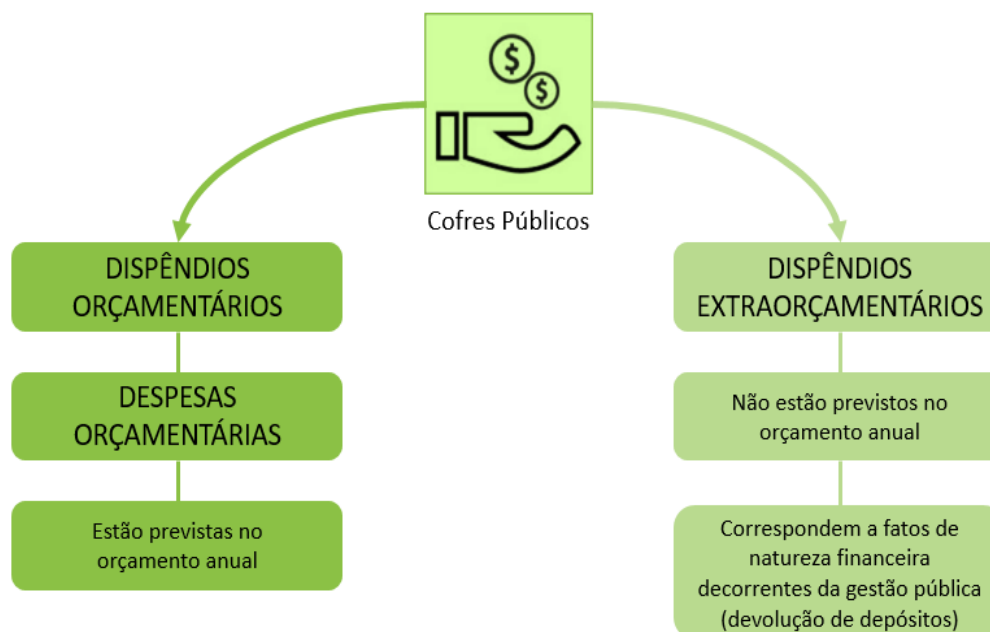 $
$
Cofres Públicos
DISPÊNDIOS
ORÇAMENTÁRIOS
DESPESAS
ORÇAMENTÁRIAS
Estão previstas no
orçamento anual
DISPÊNDIOS
EXTRAORÇAMENTÁRIOS
Não estão previstos no
orçamento anual
Correspondem a fatos de
natureza financeira
decorrentes da gestão pública
(devolução de depósitos)